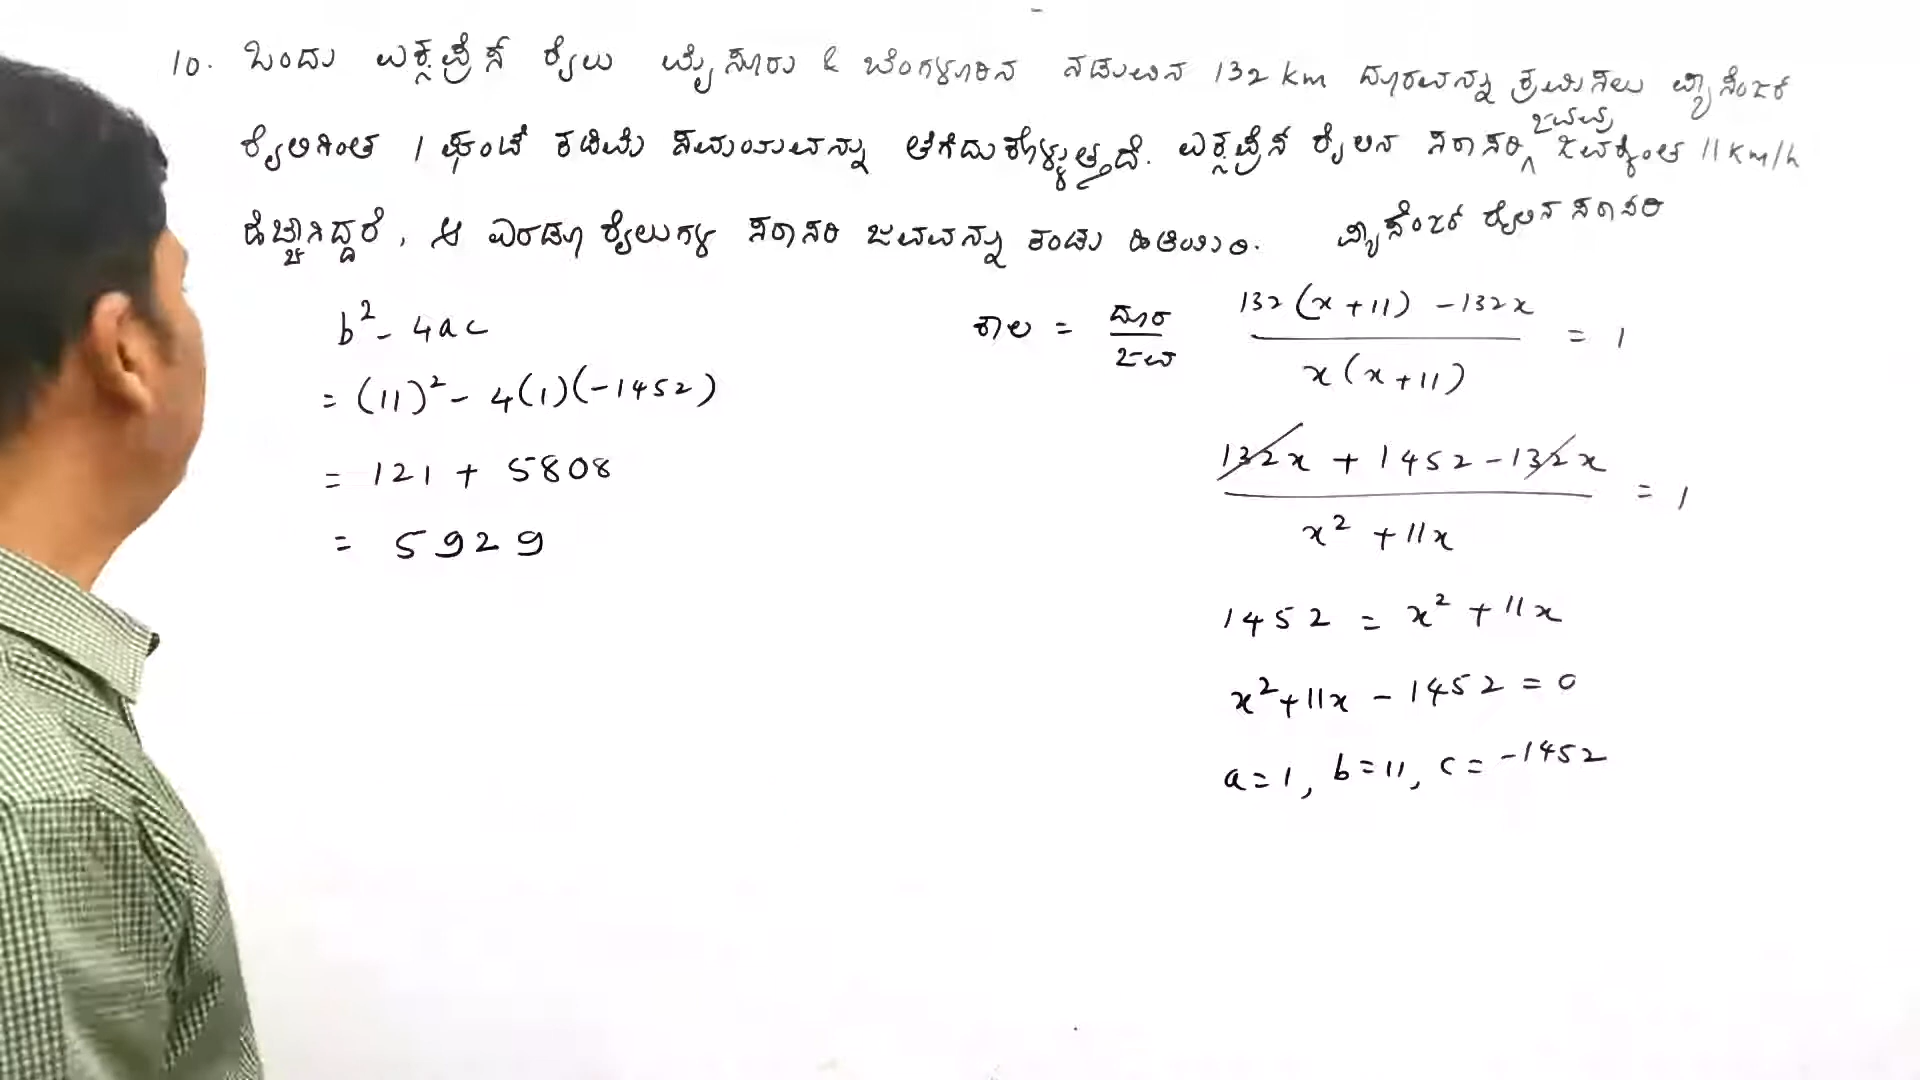 10. ಒಂದು ಎಕ್ಸ್‌ಪ್ರೆಸ್ ರೈಲು ಮೈಸೂರು & ಬೆಂಗಳೂರಿನ ನಡುವಿನ 132 km ದೂರವನ್ನು ಕ್ರಮಿಸಲು ಪ್ಯಾಸೆಂಜರ್
ರೈಲಿಗಿಂತ 1 ಘಂಟೆ ಕಡಿಮೆ ಸಮಯವನ್ನು ತೆಗೆದುಕೊಳ್ಳುತ್ತದೆ. ಎಕ್ಸ್‌ಪ್ರೆಸ್ ರೈಲಿನ ಸರಾಸರಿ ಜವವು ಜವಕ್ಕಿಂತ 11 km/h
ಹೆಚ್ಚಾಗಿದ್ದರೆ, ಆ ಎರಡೂ ರೈಲುಗಳ ಸರಾಸರಿ ಜವವನ್ನು ಕಂಡು ಹಿಡಿಯಿರಿ. ಪ್ಯಾಸೆಂಜರ್ ರೈಲಿನ ಸರಾಸರಿ
b² - 4ac
= (11)² - 4(1)(-1452)
= 121 + 5808
= 5929
ಕಾಲ = ದೂರ / ಜವ
132(x+11) - 132x / x(x+11) = 1
132x + 1452 - 132x / x² + 11x = 1
1452 = x² + 11x
x² + 11x - 1452 = 0
a = 1, b = 11, c = -1452